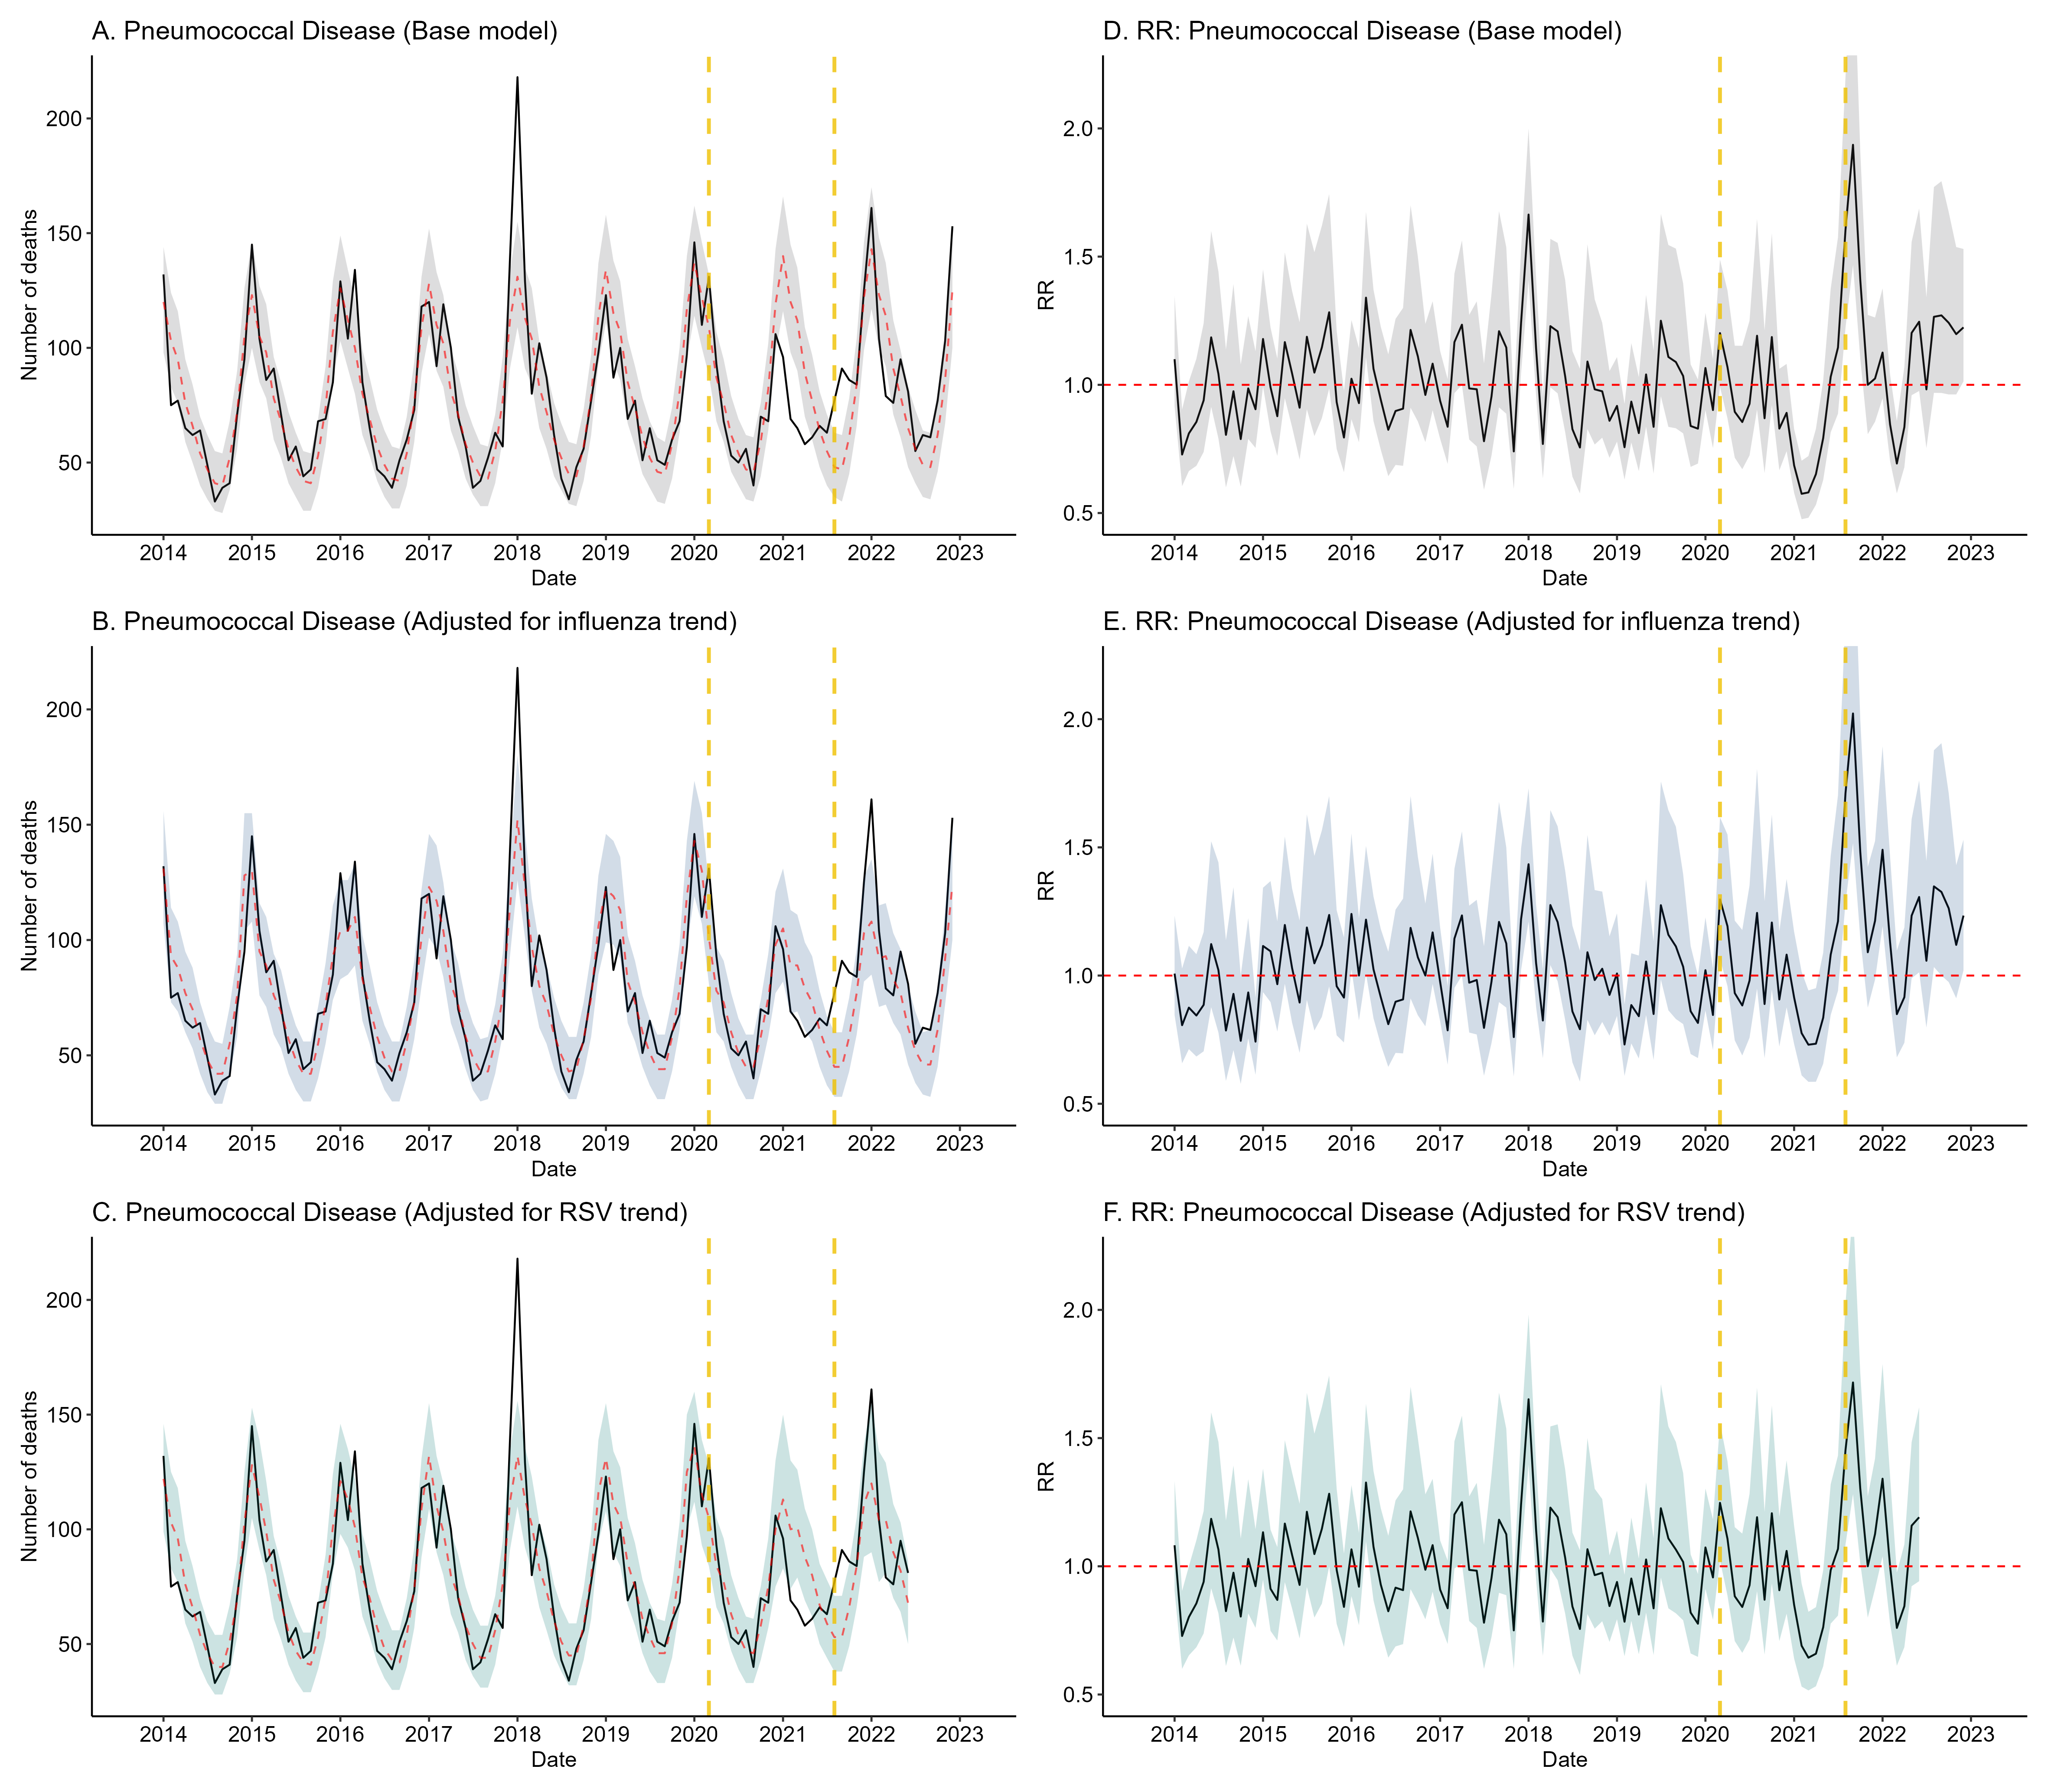 A. Pneumococcal Disease (Base model)
Number of deaths
200
150
100
50
2014 2015 2016 2017 2018 2019 2020 2021 2022 2023
Date
D. RR: Pneumococcal Disease (Base model)
RR
2.0
1.5
1.0
0.5
2014 2015 2016 2017 2018 2019 2020 2021 2022 2023
Date
B. Pneumococcal Disease (Adjusted for influenza trend)
Number of deaths
200
150
100
50
2014 2015 2016 2017 2018 2019 2020 2021 2022 2023
Date
E. RR: Pneumococcal Disease (Adjusted for influenza trend)
RR
2.0
1.5
1.0
0.5
2014 2015 2016 2017 2018 2019 2020 2021 2022 2023
Date
C. Pneumococcal Disease (Adjusted for RSV trend)
Number of deaths
200
150
100
50
2014 2015 2016 2017 2018 2019 2020 2021 2022 2023
Date
F. RR: Pneumococcal Disease (Adjusted for RSV trend)
RR
2.0
1.5
1.0
0.5
2014 2015 2016 2017 2018 2019 2020 2021 2022 2023
Date